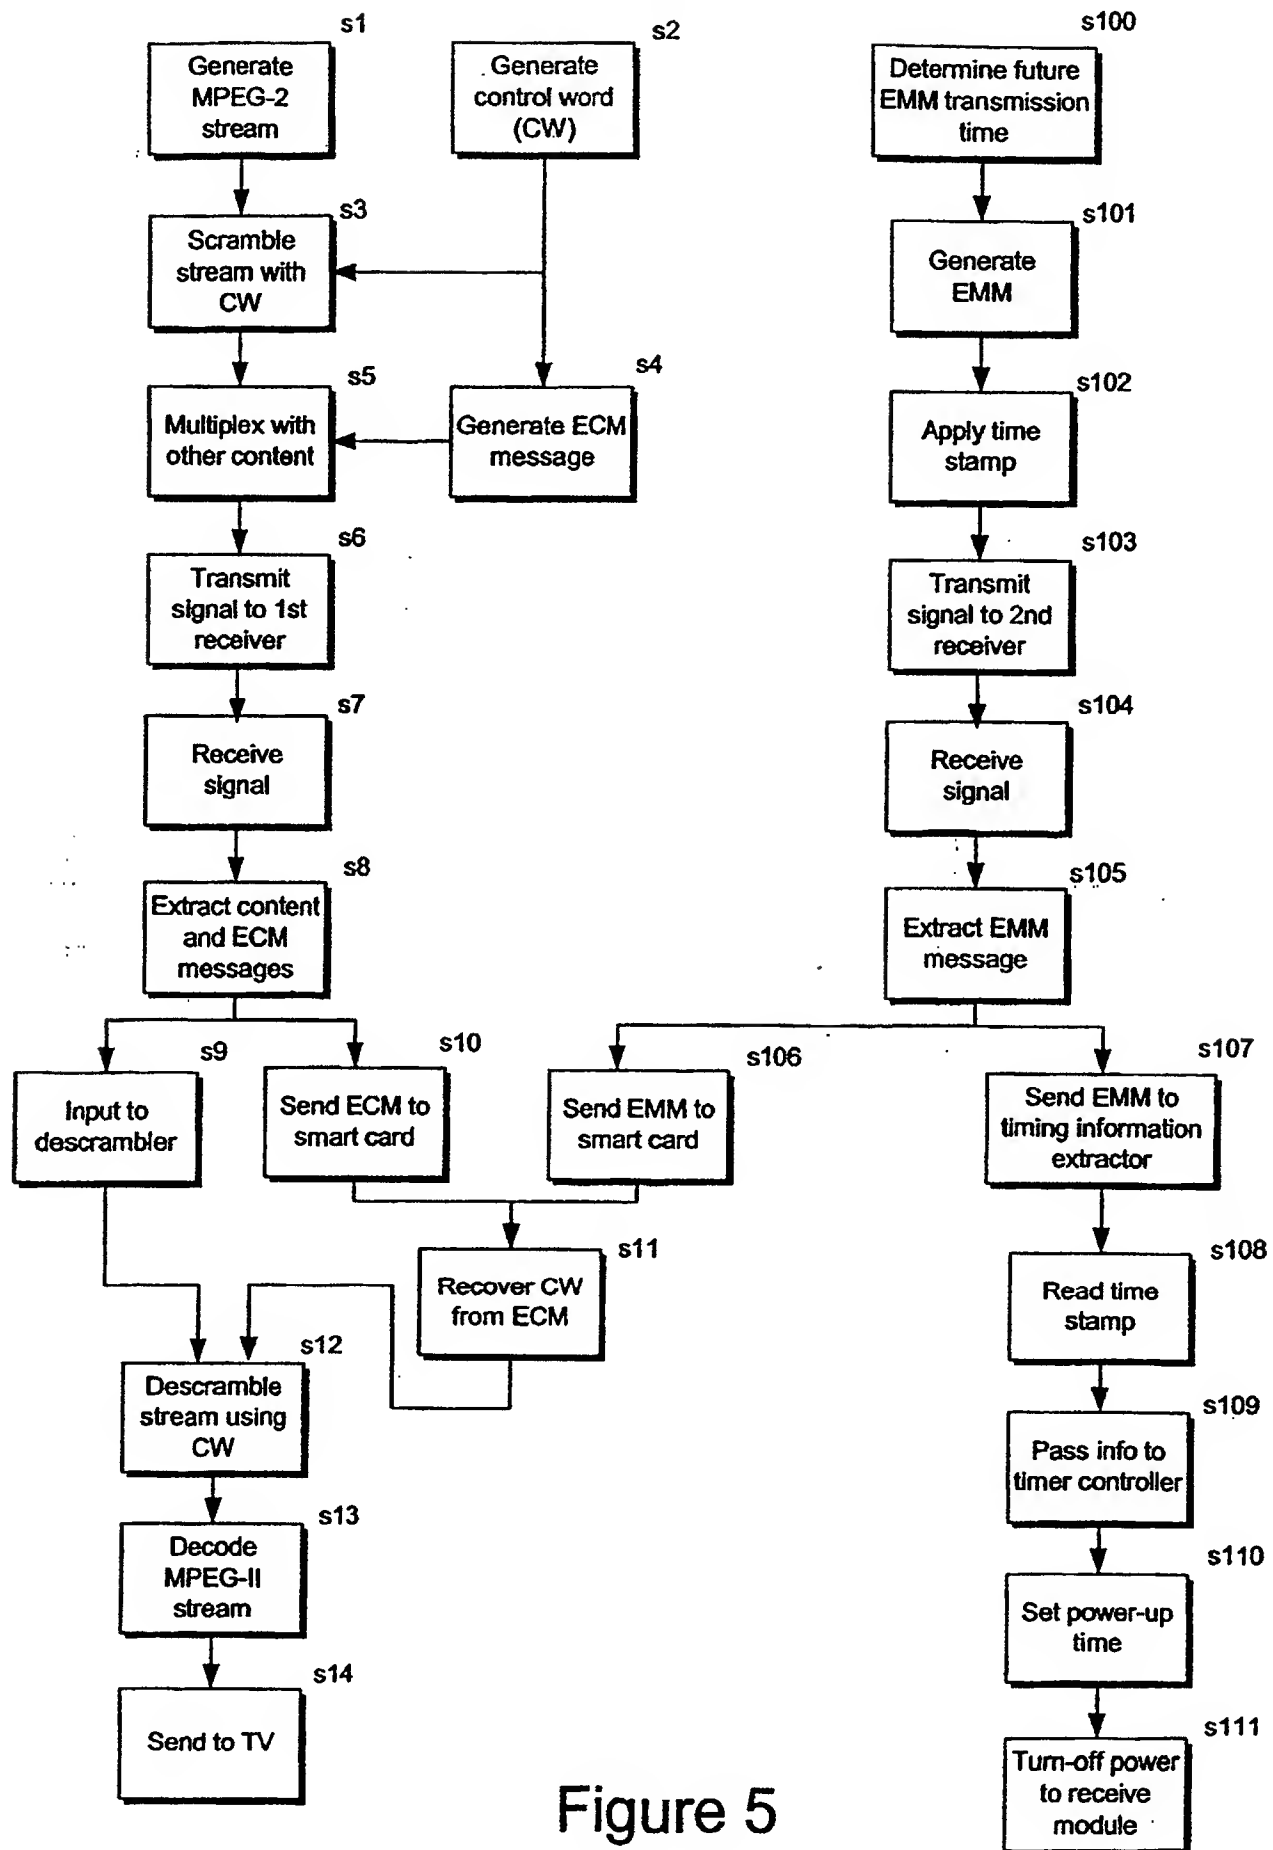 s1
Generate
MPEG-2
stream
s2
Generate
control word
(CW)
s3
Scramble
stream with
CW
s4
Generate ECM
message
s5
Multiplex with
other content
s6
Transmit
signal to 1st
receiver
s7
Receive
signal
s8
Extract content
and ECM
messages
s9
Input to
descrambler
s10
Send ECM to
smart card
s106
Send EMM to
smart card
s11
Recover CW
from ECM
s12
Descramble
stream using
CW
s13
Decode
MPEG-II
stream
s14
Send to TV
s100
Determine future
EMM transmission
time
s101
Generate
EMM
s102
Apply time
stamp
s103
Transmit
signal to 2nd
receiver
s104
Receive
signal
s105
Extract EMM
message
s107
Send EMM to
timing information
extractor
s108
Read time
stamp
s109
Pass info to
timer controller
s110
Set power-up
time
s111
Turn-off power
to receive
module
Figure 5